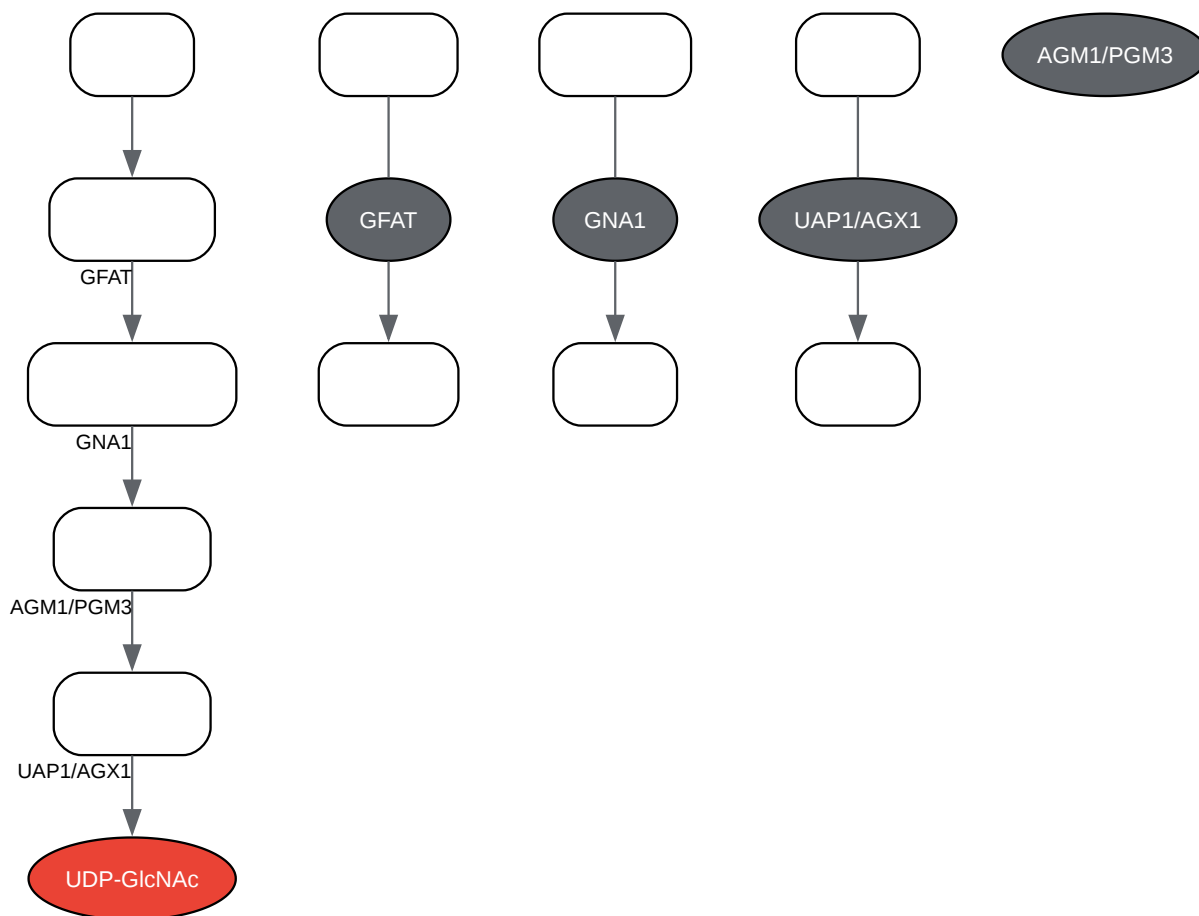 AGM1/PGM3
GFAT
GNA1
UAP1/AGX1
GFAT
GNA1
AGM1/PGM3
UAP1/AGX1
UDP-GlcNAc